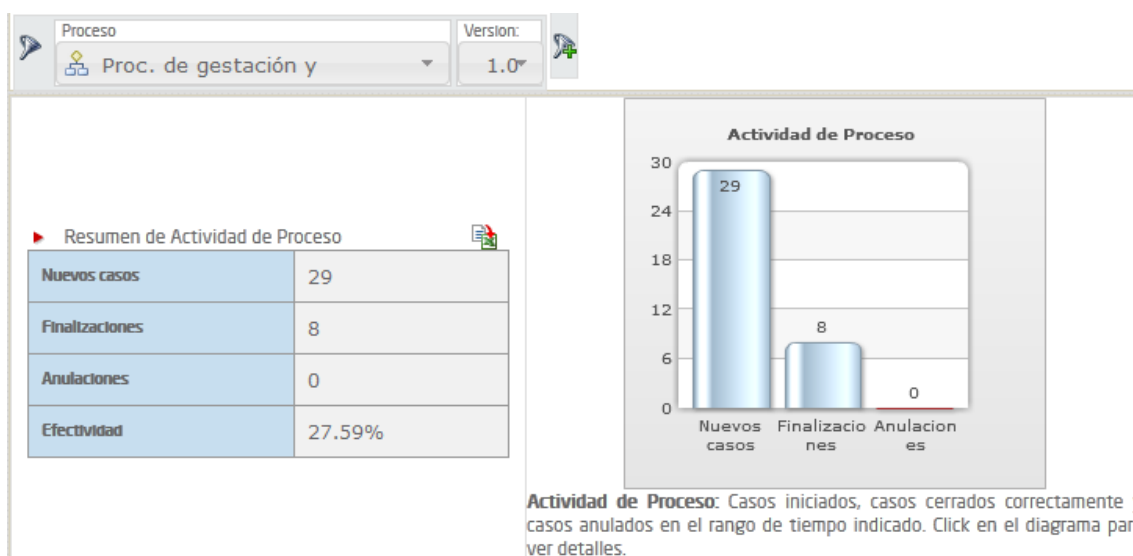 Proceso
Version:
Proc. de gestación y
1.0
Actividad de Proceso
30
24
18
12
6
0
29
8
0
Nuevos casos
Finalizacio nes
Anulacion es
Resumen de Actividad de Proceso
Nuevos casos 29
Finalizaciones 8
Anulaciones 0
Efectividad 27.59%
Actividad de Proceso: Casos iniciados, casos cerrados correctamente
casos anulados en el rango de tiempo indicado. Click en el diagrama par
ver detalles.